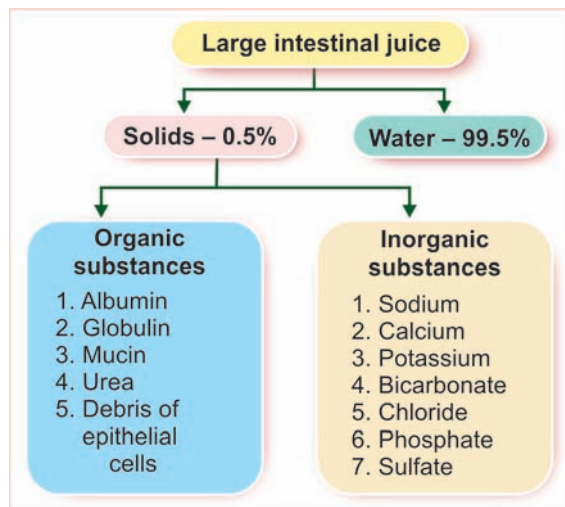 Large intestinal juice
Solids – 0.5%
Water – 99.5%
Organic
substances
1. Albumin
2. Globulin
3. Mucin
4. Urea
5. Debris of
epithelial
cells
Inorganic
substances
1. Sodium
2. Calcium
3. Potassium
4. Bicarbonate
5. Chloride
6. Phosphate
7. Sulfate